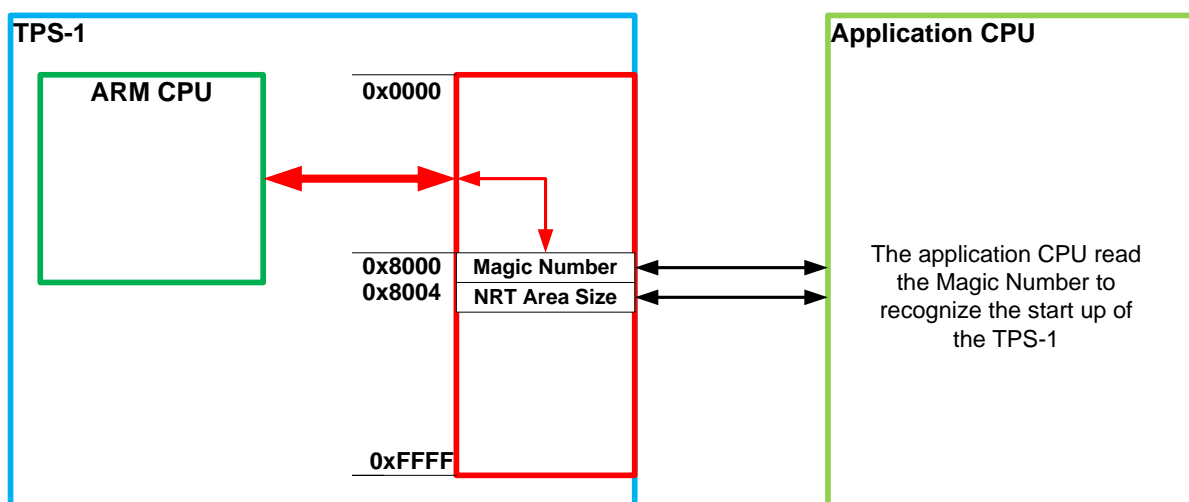 TPS-1
Application CPU
ARM CPU
0x0000
0x8000
Magic Number
0x8004
NRT Area Size
The application CPU read
the Magic Number to
recognize the start up of
the TPS-1
0xFFFF